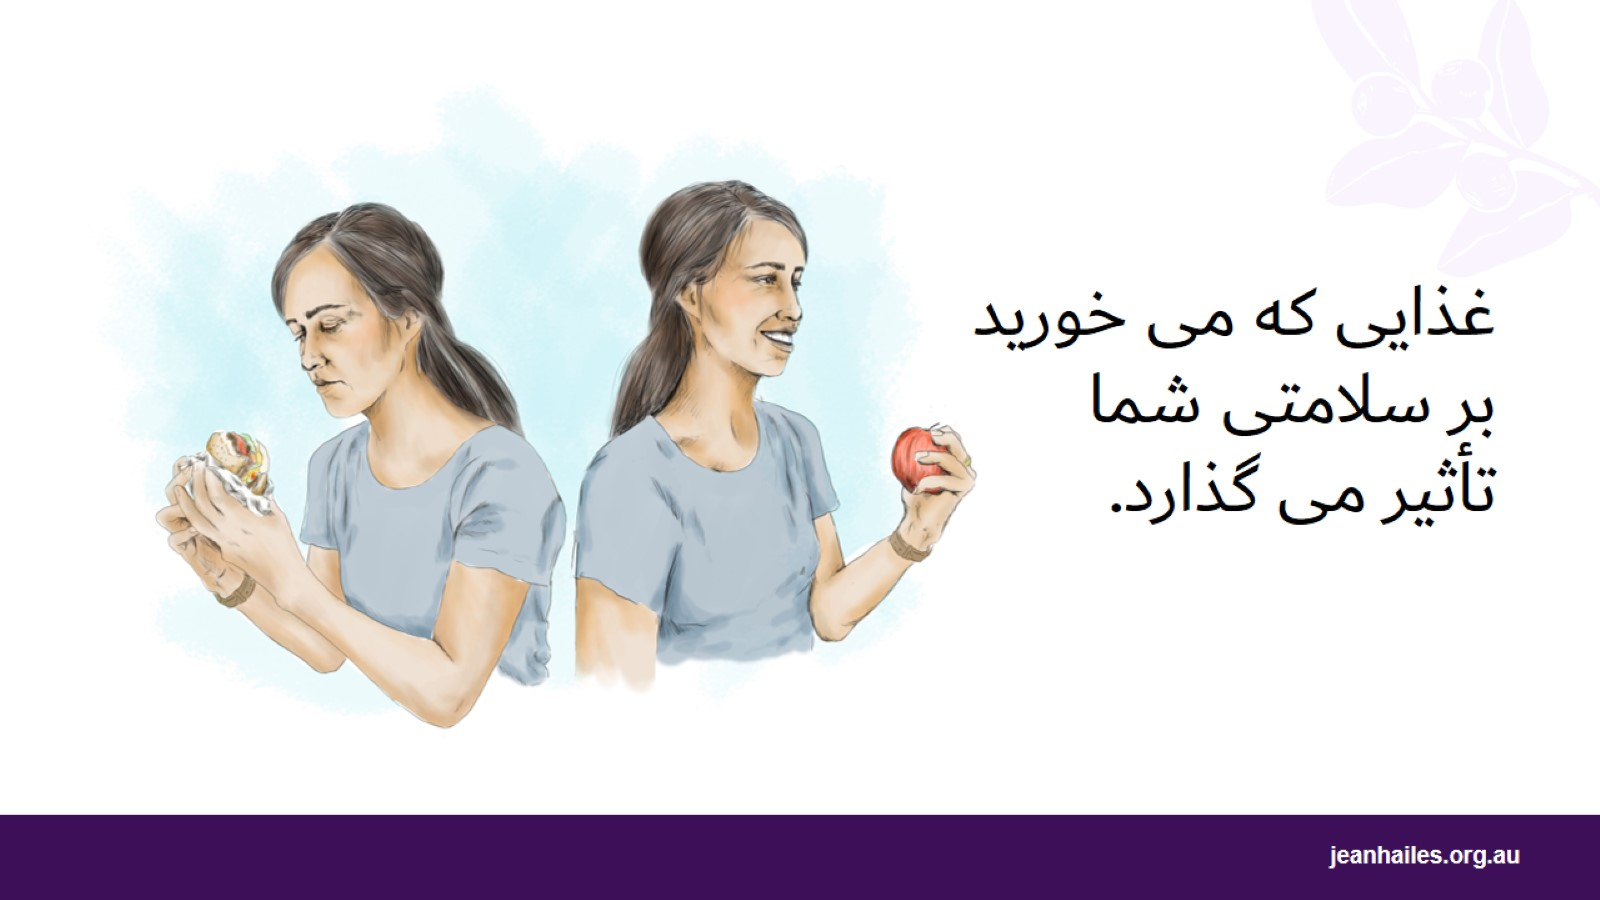 غذایی که می خورید
بر سلامتی شما
تأثیر می گذارد.
jeanhailes.org.au